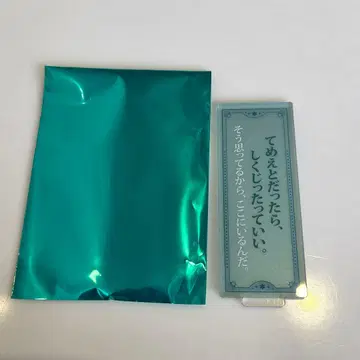 てめぇとだったら、
しくじったっていい。
そう思ってるから、ここにいるんだ。